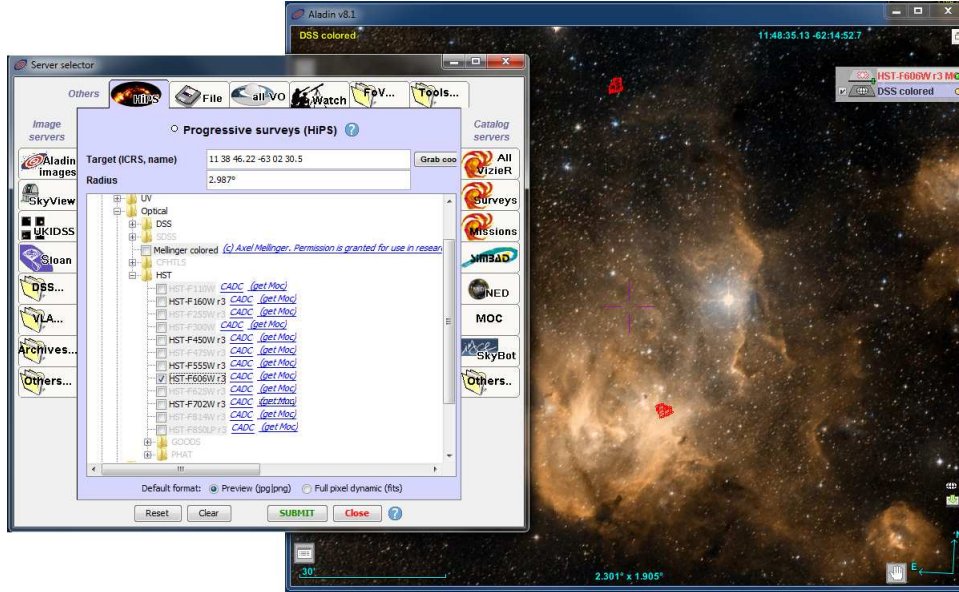 Aladin v8.1
DSS colored
11:48:35.13 -62:14:52.7
HST-F606W r3 M
DSS colored
30'
2.301° x 1.905°
N
E
Server selector
Others
HiPS
File
all VO
Watch
FoV...
Tools...
Image
servers
Aladin
images
SkyView
UKIDSS
Sloan
DSS...
VLA...
Archives...
Others...
Progressive surveys (HiPS) ?
Target (ICRS, name) 11 38 46.22 -63 02 30.5 Grab coo
Radius 2.987°
UV
Optical
DSS
SDSS
Mellinger colored (c) Axel Mellinger. Permission is granted for use in resear
CFHTLS
HST
HST-F110W CADC (get Moc)
HST-F160W r3 CADC (get Moc)
HST-F255W r3 CADC (get Moc)
HST-F300W CADC (get Moc)
HST-F450W r3 CADC (get Moc)
HST-F475W r3 CADC (get Moc)
HST-F555W r3 CADC (get Moc)
HST-F606W r3 CADC (get Moc)
HST-F625W r3 CADC (get Moc)
HST-F702W r3 CADC (get Moc)
HST-F814W r3 CADC (get Moc)
HST-F850LP r3 CADC (get Moc)
GOODS
PHAT
Default format: Preview (jpg|png) Full pixel dynamic (fits)
Reset Clear SUBMIT Close ?
Catalog
servers
All
VizieR
Surveys
Missions
SIMBAD
NED
MOC
SkyBot
Others..